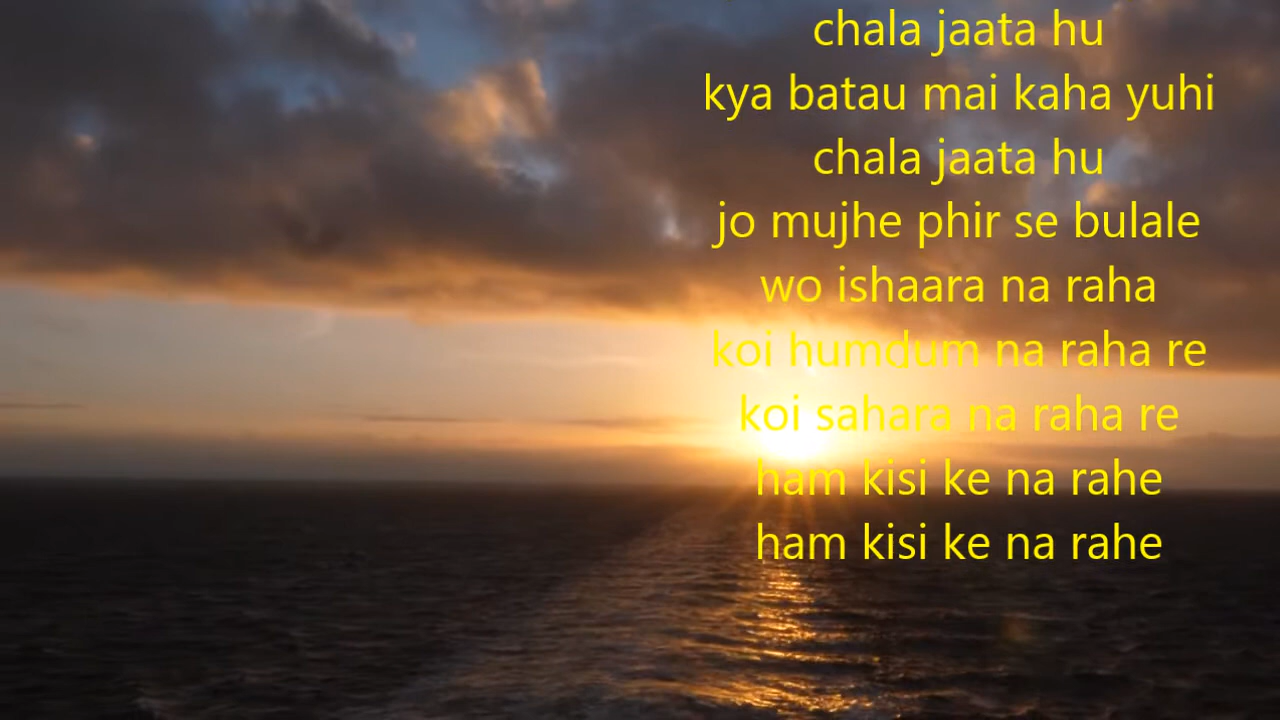 chala jaata hu
kya batau mai kaha yuhi
chala jaata hu
jo mujhe phir se bulale
wo ishaara na raha
koi humdum na raha re
koi sahara na raha re
ham kisi ke na rahe
ham kisi ke na rahe